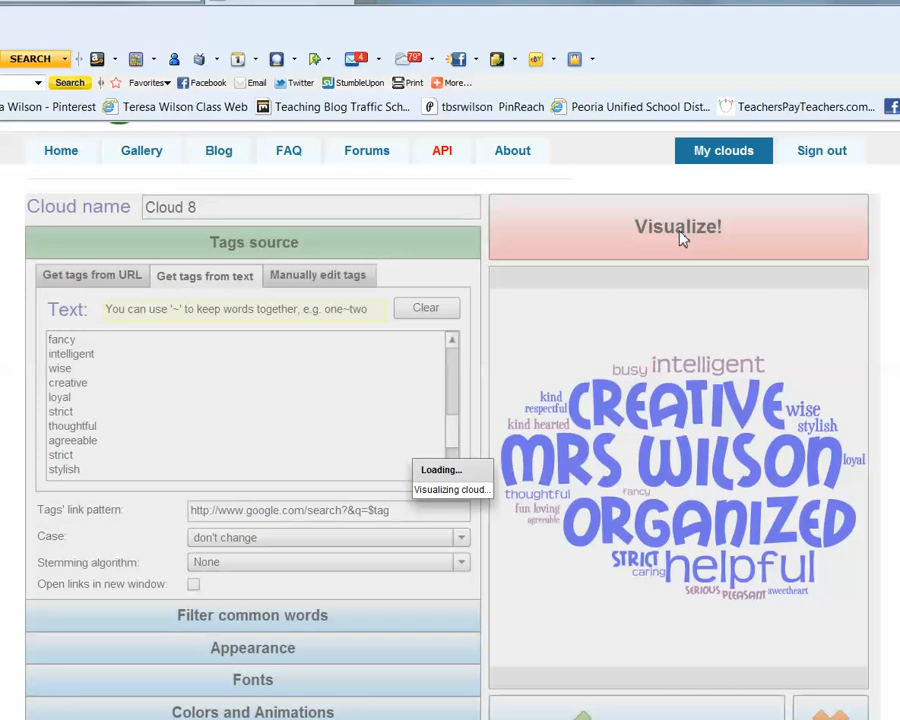 SEARCH
4
79°
Search
Favorites
Facebook
Email
Twitter
StumbleUpon
Print
More...
a Wilson - Pinterest
Teresa Wilson Class Web
Teaching Blog Traffic Sch...
tbsrwilson PinReach
Peoria Unified School Dist...
TeachersPayTeachers.com...
Home
Gallery
Blog
FAQ
Forums
API
About
My clouds
Sign out
Cloud name
Cloud 8
Visualize!
Tags source
Get tags from URL
Get tags from text
Manually edit tags
Text:
You can use '~' to keep words together, e.g. one~two
Clear
fancy
intelligent
wise
creative
loyal
strict
thoughtful
agreeable
strict
stylish
Loading...
Visualizing cloud...
Tags' link pattern:
http://www.google.com/search?&q=$tag
Case:
don't change
Stemming algorithm:
None
Open links in new window:
Filter common words
Appearance
Fonts
Colors and Animations
busy
intelligent
kind
respectful
CREATIVE
wise
stylish
kind hearted
MRS WILSON
loyal
thoughtful
fancy
fun loving
agreeable
ORGANIZED
STRICT
caring
helpful
SERIOUS
PLEASANT
sweetheart